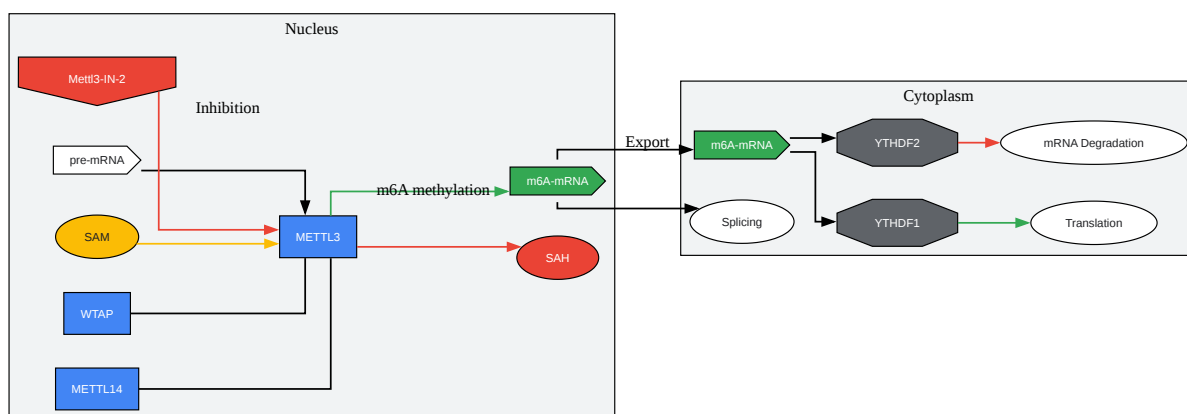 Nucleus
Mettl3-IN-2
Inhibition
pre-mRNA
SAM
WTAP
METTL14
METTL3
m6A methylation
m6A-mRNA
SAH
Export
Cytoplasm
m6A-mRNA
Splicing
YTHDF2
mRNA Degradation
YTHDF1
Translation